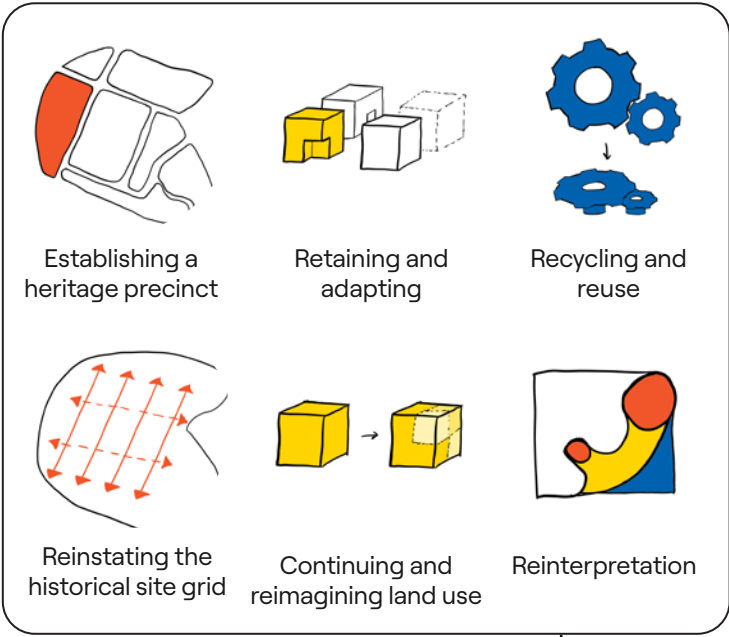 Establishing a
heritage precinct
Retaining and
adapting
Recycling and
reuse
Reinstating the
historical site grid
Continuing and
reimagining land use
Reinterpretation